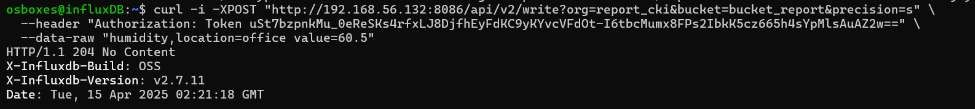 osboxes@influxDB:~$ curl -i -XPOST "http://192.168.56.132:8086/api/v2/write?org=report_cki&bucket=bucket_report&precision=s" \
--header "Authorization: Token uSt7bzpnkMu_0eReSKs4rfxLJ8DjfhEyFdKC9yKYvcVFdOt-I6tbcMumx8FPs2IbkK5cz665h4sYpMlsAuAZ2w==" \
--data-raw "humidity,location=office value=60.5"
HTTP/1.1 204 No Content
X-Influxdb-Build: OSS
X-Influxdb-Version: v2.7.11
Date: Tue, 15 Apr 2025 02:21:18 GMT